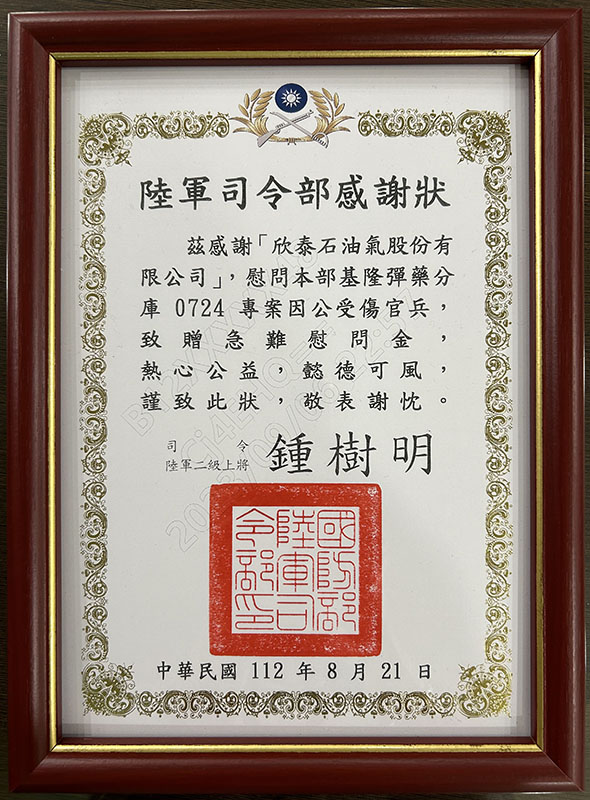 陸軍司令部感謝狀
茲感謝「欣泰石油氣股份有
限公司」，慰問本部基隆彈藥分
庫 0724 專案因公受傷官兵，
致贈急難慰問金，
熱心公益，懿德可風，
謹致此狀，敬表謝忱。
司令
陸軍二級上將
鍾樹明
國防部
陸軍司
令部印
中華民國 112 年 8 月 21 日